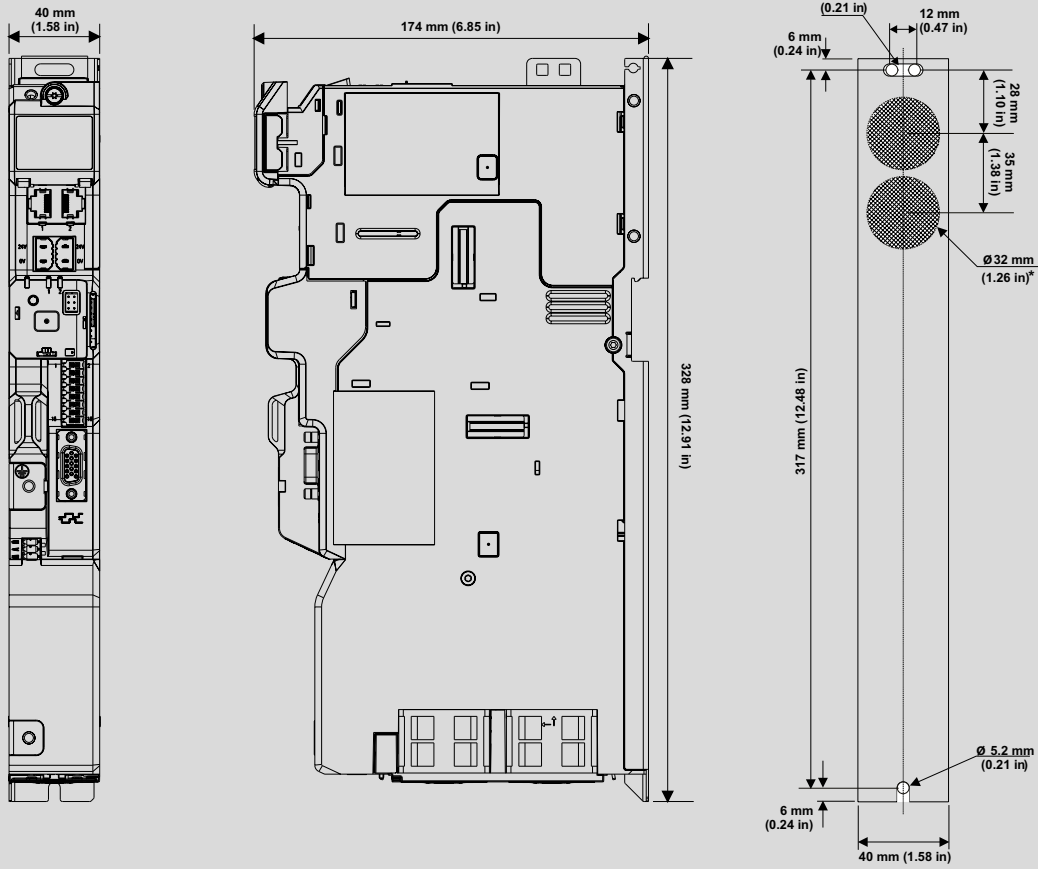 40 mm
(1.58 in)
174 mm (6.85 in)
328 mm (12.91 in)
(0.21 in)
12 mm
(0.47 in)
6 mm
(0.24 in)
28 mm
(1.10 in)
35 mm
(1.38 in)
Ø32 mm
(1.26 in)*
317 mm (12.48 in)
Ø 5.2 mm
(0.21 in)
6 mm
(0.24 in)
40 mm (1.58 in)
24V
0V